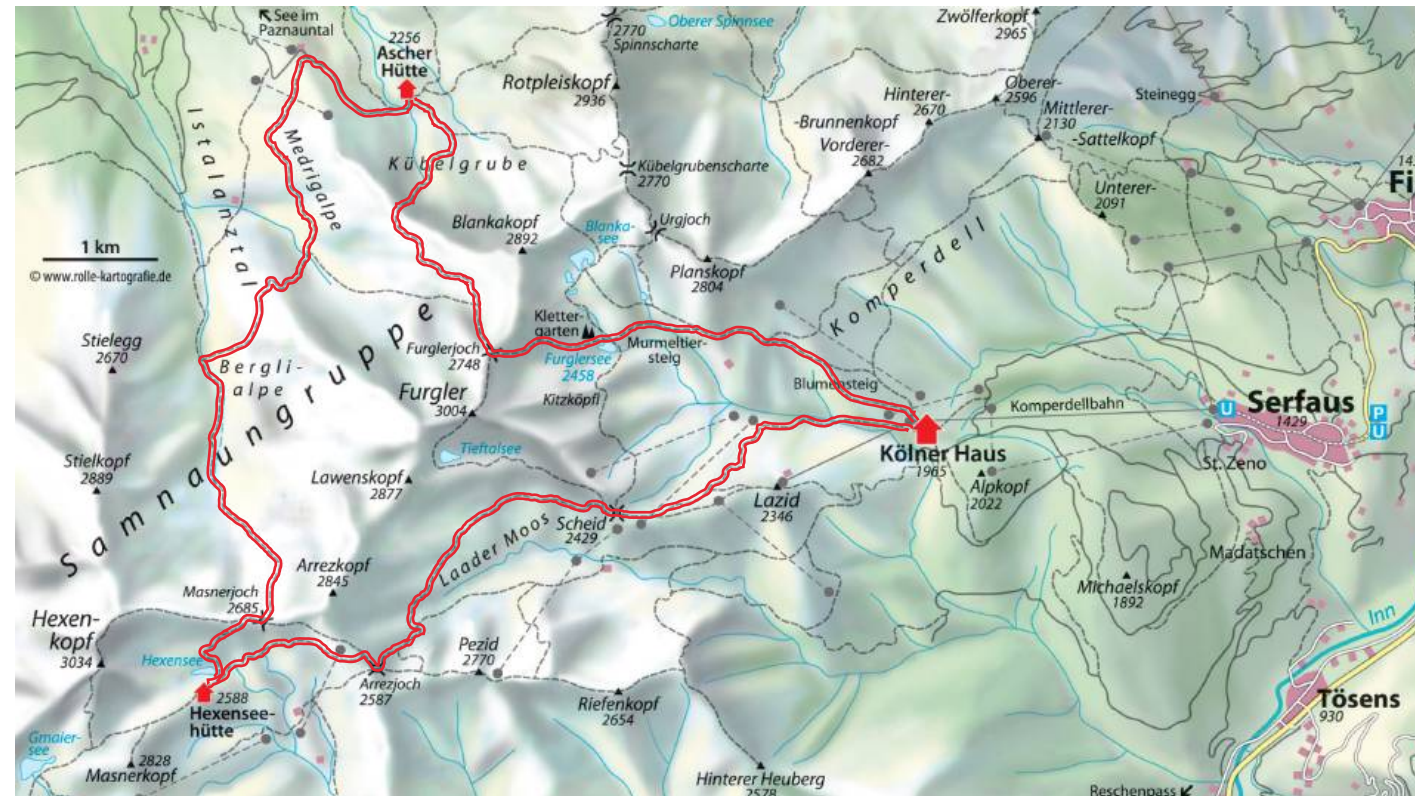 See im
Paznauntal
2256
Ascher
Hütte
2770
Spinnscharte
Oberer Spinnsee
Zwölferkopf
2965
Rotpleiskopf
2936
Hinterer-
2670
-Brunnenkopf
Vorderer-
2682
Oberer-
2596
Mittlerer-
2130
-Sattelkopf
Steinegg
Istalanztal
Medrigalpe
Kübelgrube
Kübelgrubenscharte
2770
Unterer-
2091
Fi
1 km
© www.rolle-kartografie.de
Blankakopf
2892
Blanka-
see
Urgjoch
Planskopf
2804
Komperdell
Stielegg
2670
Bergli-
alpe
Samnaungruppe
Furglerjoch
2748
Kletter-
garten
Furglersee
2458
Murmeltier-
steig
Furgler
3004
Kitzköpfl
Blumensteig
Komperdellbahn
U
Serfaus
1429
P
U
Stielkopf
2889
Tieftalsee
Lawenskopf
2877
Kölner Haus
1965
St. Zeno
Alpkopf
2022
Lazid
2346
Scheid
2429
Laader Moos
Madatschen
Arrezkopf
2845
Masnerjoch
2685
Michaelskopf
1892
Inn
Hexen-
kopf
3034
Hexensee
Pezid
2770
Arrezjoch
2587
2588
Hexensee-
hütte
Riefenkopf
2654
Tösens
930
Gmaier-
see
2828
Masnerkopf
Hinterer Heuberg
2578
Reschenpass